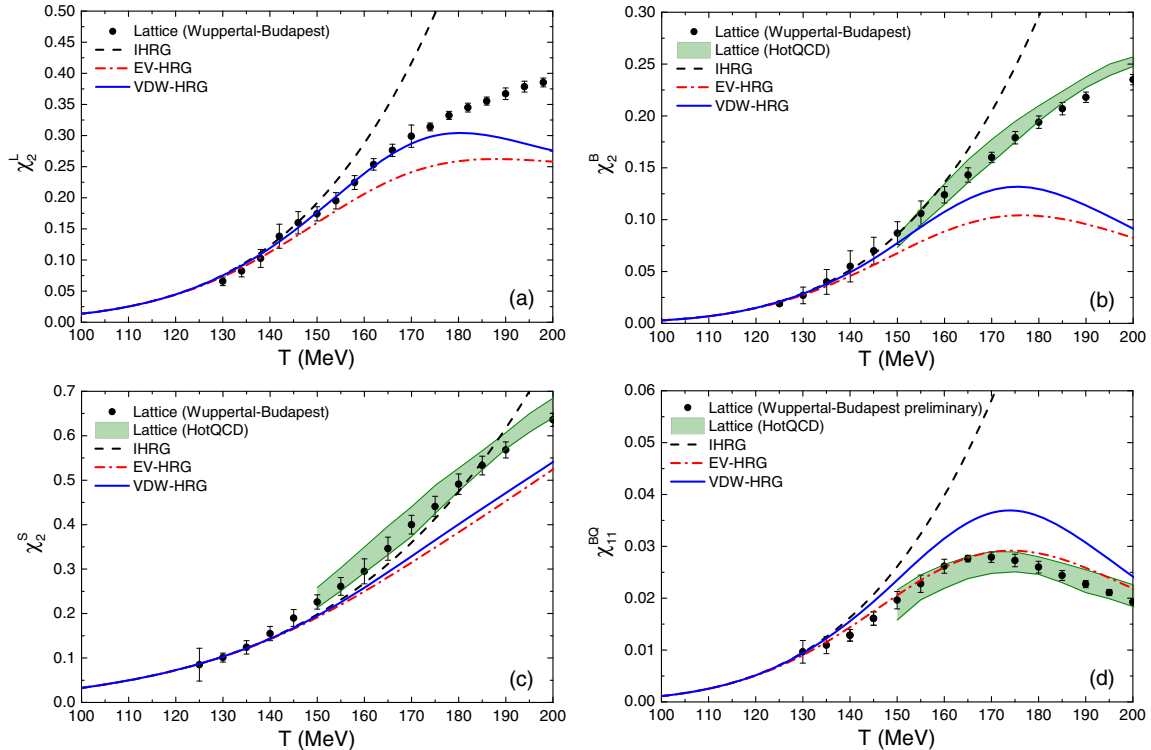 0.50
0.45
0.40
0.35
0.30
0.25
0.20
0.15
0.10
0.05
0.00
χ₂ᴸ
Lattice (Wuppertal-Budapest)
IHRG
EV-HRG
VDW-HRG
(a)
100 110 120 130 140 150 160 170 180 190 200
T (MeV)
0.30
0.25
0.20
0.15
0.10
0.05
0.00
χ₂ᴮ
Lattice (Wuppertal-Budapest)
Lattice (HotQCD)
IHRG
EV-HRG
VDW-HRG
(b)
100 110 120 130 140 150 160 170 180 190 200
T (MeV)
0.7
0.6
0.5
0.4
0.3
0.2
0.1
0.0
χ₂ˢ
Lattice (Wuppertal-Budapest)
Lattice (HotQCD)
IHRG
EV-HRG
VDW-HRG
(c)
100 110 120 130 140 150 160 170 180 190 200
T (MeV)
0.06
0.05
0.04
0.03
0.02
0.01
0.00
χ₁₁ᴮQ
Lattice (Wuppertal-Budapest preliminary)
Lattice (HotQCD)
IHRG
EV-HRG
VDW-HRG
(d)
100 110 120 130 140 150 160 170 180 190 200
T (MeV)